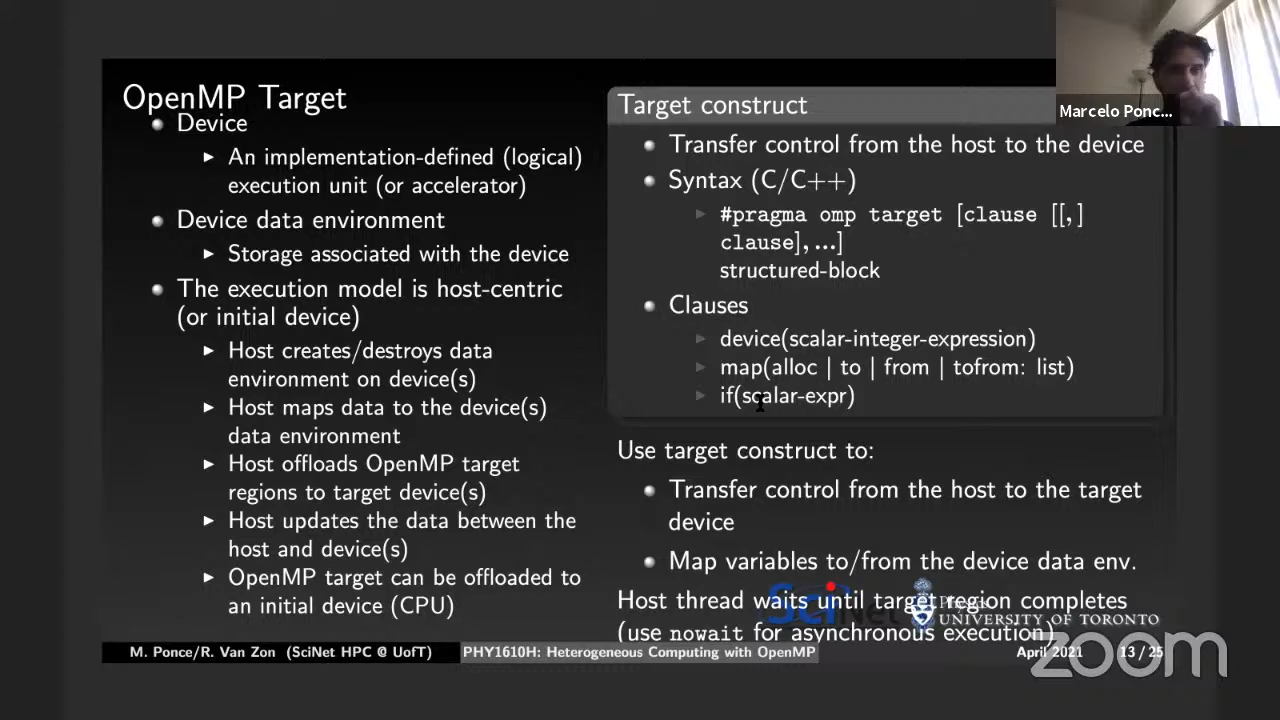 OpenMP Target
Device
An implementation-defined (logical)
execution unit (or accelerator)
Device data environment
Storage associated with the device
The execution model is host-centric
(or initial device)
Host creates/destroys data
environment on device(s)
Host maps data to the device(s)
data environment
Host offloads OpenMP target
regions to target device(s)
Host updates the data between the
host and device(s)
OpenMP target can be offloaded to
an initial device (CPU)
Target construct
Transfer control from the host to the device
Syntax (C/C++)
#pragma omp target [clause [[,]
clause],...]
structured-block
Clauses
device(scalar-integer-expression)
map(alloc | to | from | tofrom: list)
if(scalar-expr)
Use target construct to:
Transfer control from the host to the target
device
Map variables to/from the device data env.
Host thread waits until target region completes
(use nowait for asynchronous execution)
SciNet
Physics
UNIVERSITY OF TORONTO
M. Ponce/R. Van Zon (SciNet HPC @ UofT)
PHY1610H: Heterogeneous Computing with OpenMP
April 2021
13 / 25
Marcelo Ponc...
zoom